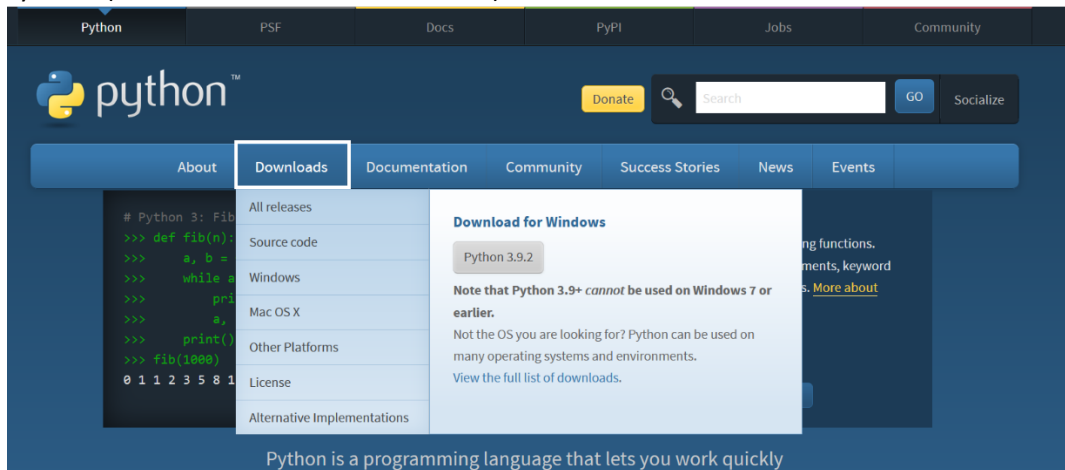 Python PSF Docs PyPI Jobs Community
python™
Donate Search GO Socialize
About Downloads Documentation Community Success Stories News Events
All releases
Source code
Windows
Mac OS X
Other Platforms
License
Alternative Implementations
Download for Windows
Python 3.9.2
Note that Python 3.9+ cannot be used on Windows 7 or
earlier.
Not the OS you are looking for? Python can be used on
many operating systems and environments.
View the full list of downloads.
# Python 3: Fib
>>> def fib(n):
>>> a, b =
>>> while a
>>> pri
>>> a,
>>> print()
>>> fib(1000)
0 1 1 2 3 5 8 1
ng functions.
ments, keyword
s. More about
Python is a programming language that lets you work quickly